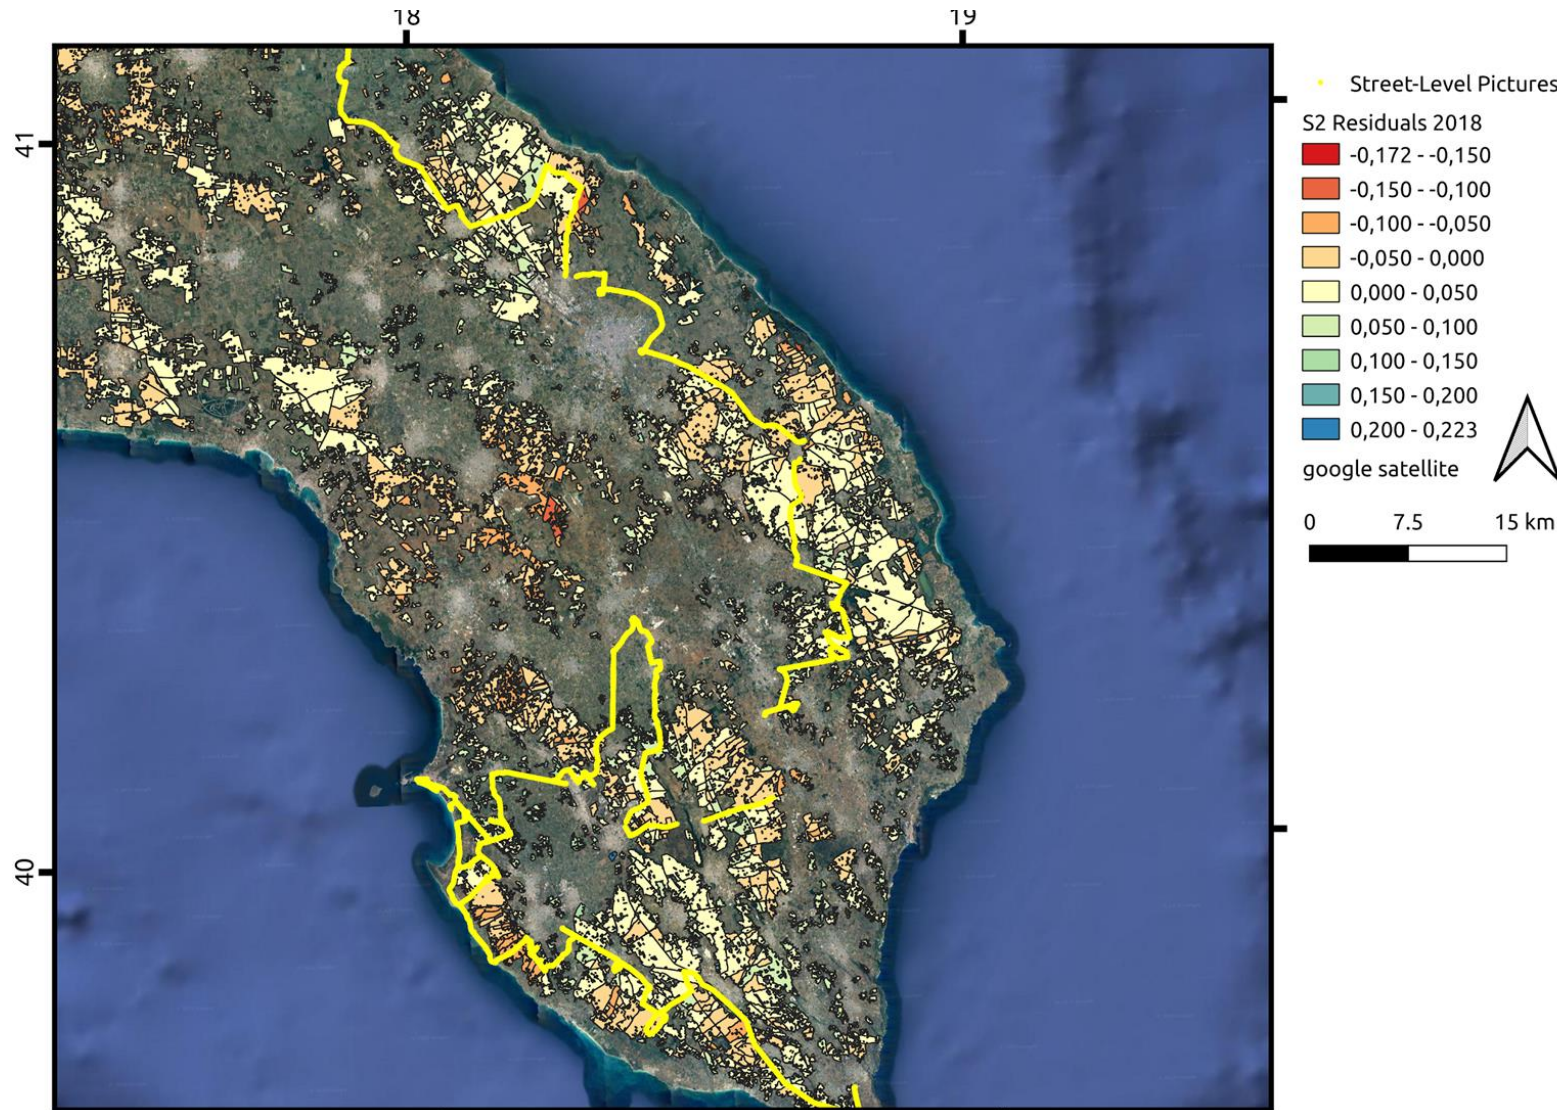 18 19
41
40
Street-Level Pictures
S2 Residuals 2018
-0,172 - -0,150
-0,150 - -0,100
-0,100 - -0,050
-0,050 - 0,000
0,000 - 0,050
0,050 - 0,100
0,100 - 0,150
0,150 - 0,200
0,200 - 0,223
google satellite
0 7.5 15 km